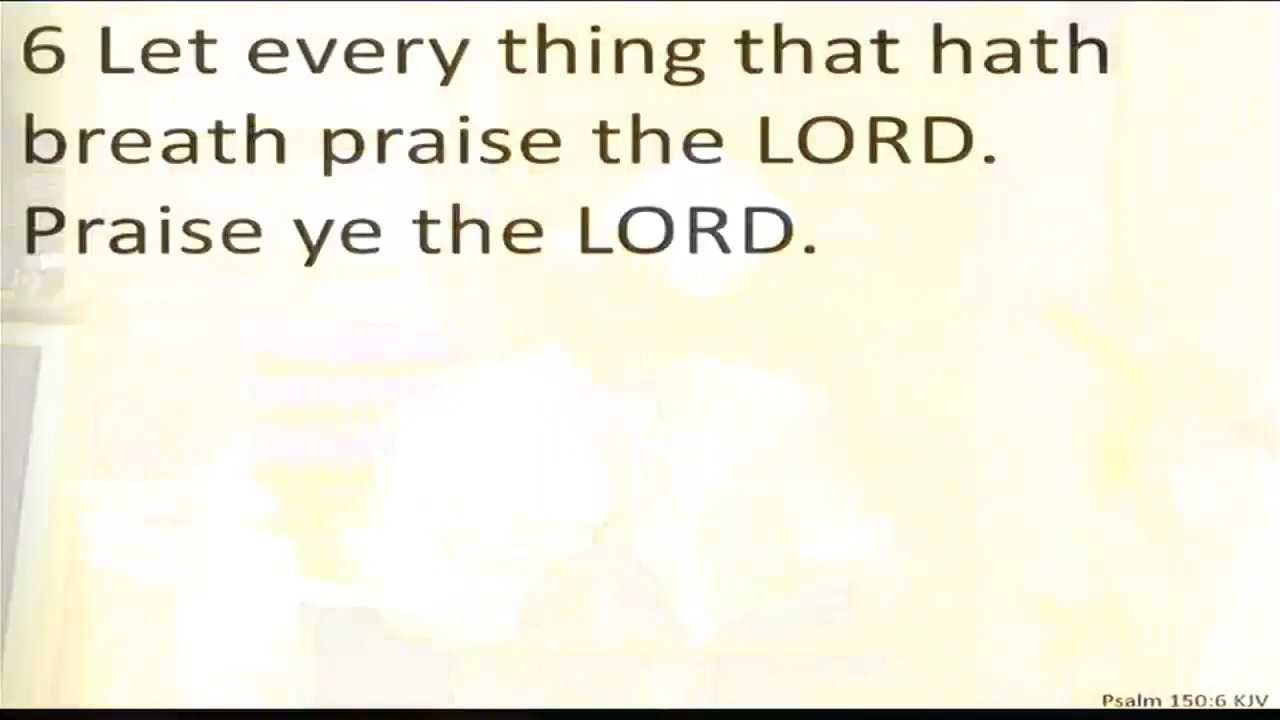 6 Let every thing that hath
breath praise the LORD.
Praise ye the LORD.
Psalm 150:6 KJV